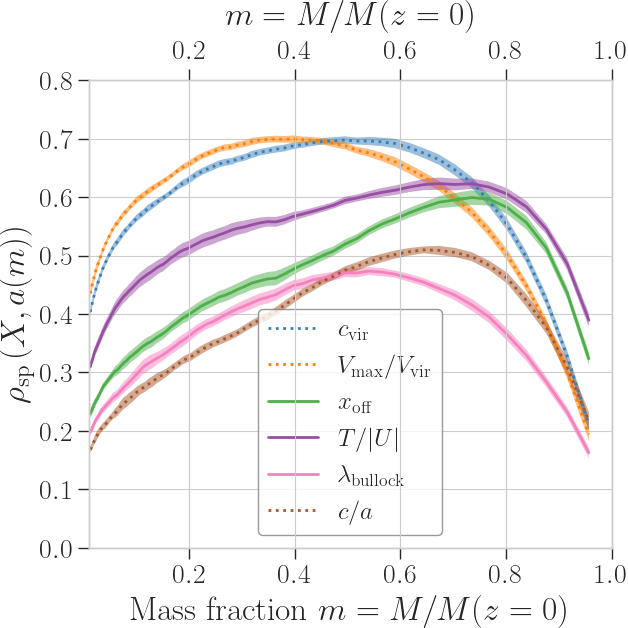 m = M/M(z = 0)
0.2 0.4 0.6 0.8 1.0
0.8
0.7
0.6
0.5
0.4
0.3
0.2
0.1
0.0
ρsp(X, a(m))
cvir
Vmax/Vvir
xoff
T/|U|
λbullock
c/a
0.2 0.4 0.6 0.8 1.0
Mass fraction m = M/M(z = 0)